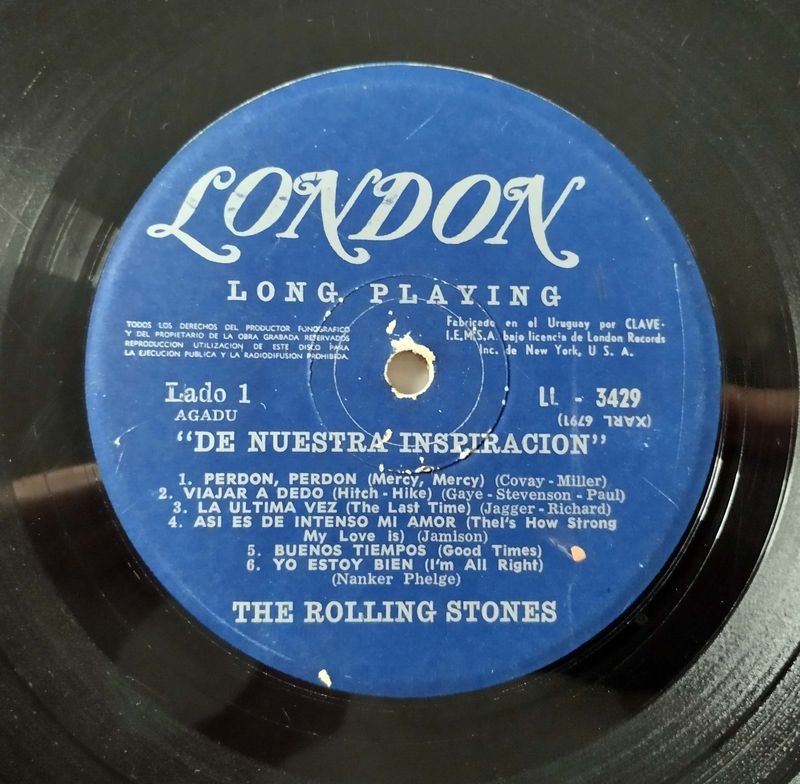 LONDON
LONG PLAYING
TODOS LOS DERECHOS DEL PRODUCTOR FONOGRAFICO
Y DEL PROPIETARIO DE LA OBRA GRABADA RESERVADOS
REPRODUCCION UTILIZACION DE ESTE DISCO PARA
LA EJECUCION PUBLICA Y LA RADIODIFUSION PROHIBIDA.
Fabricado en el Uruguay por CLAVE-
I.E.M.S.A. bajo licencia de London Records
Inc. de New York, U S A.
Lado 1
AGADU
LL - 3429
(XARL 6791)
"DE NUESTRA INSPIRACION"
1. PERDON, PERDON (Mercy, Mercy) (Covay - Miller)
2. VIAJAR A DEDO (Hitch - Hike) (Gaye - Stevenson - Paul)
3. LA ULTIMA VEZ (The Last Time) (Jagger - Richard)
4. ASI ES DE INTENSO MI AMOR (Thel's How Strong
My Love is) (Jamison)
5. BUENOS TIEMPOS (Good Times)
6. YO ESTOY BIEN (I'm All Right)
(Nanker Phelge)
THE ROLLING STONES